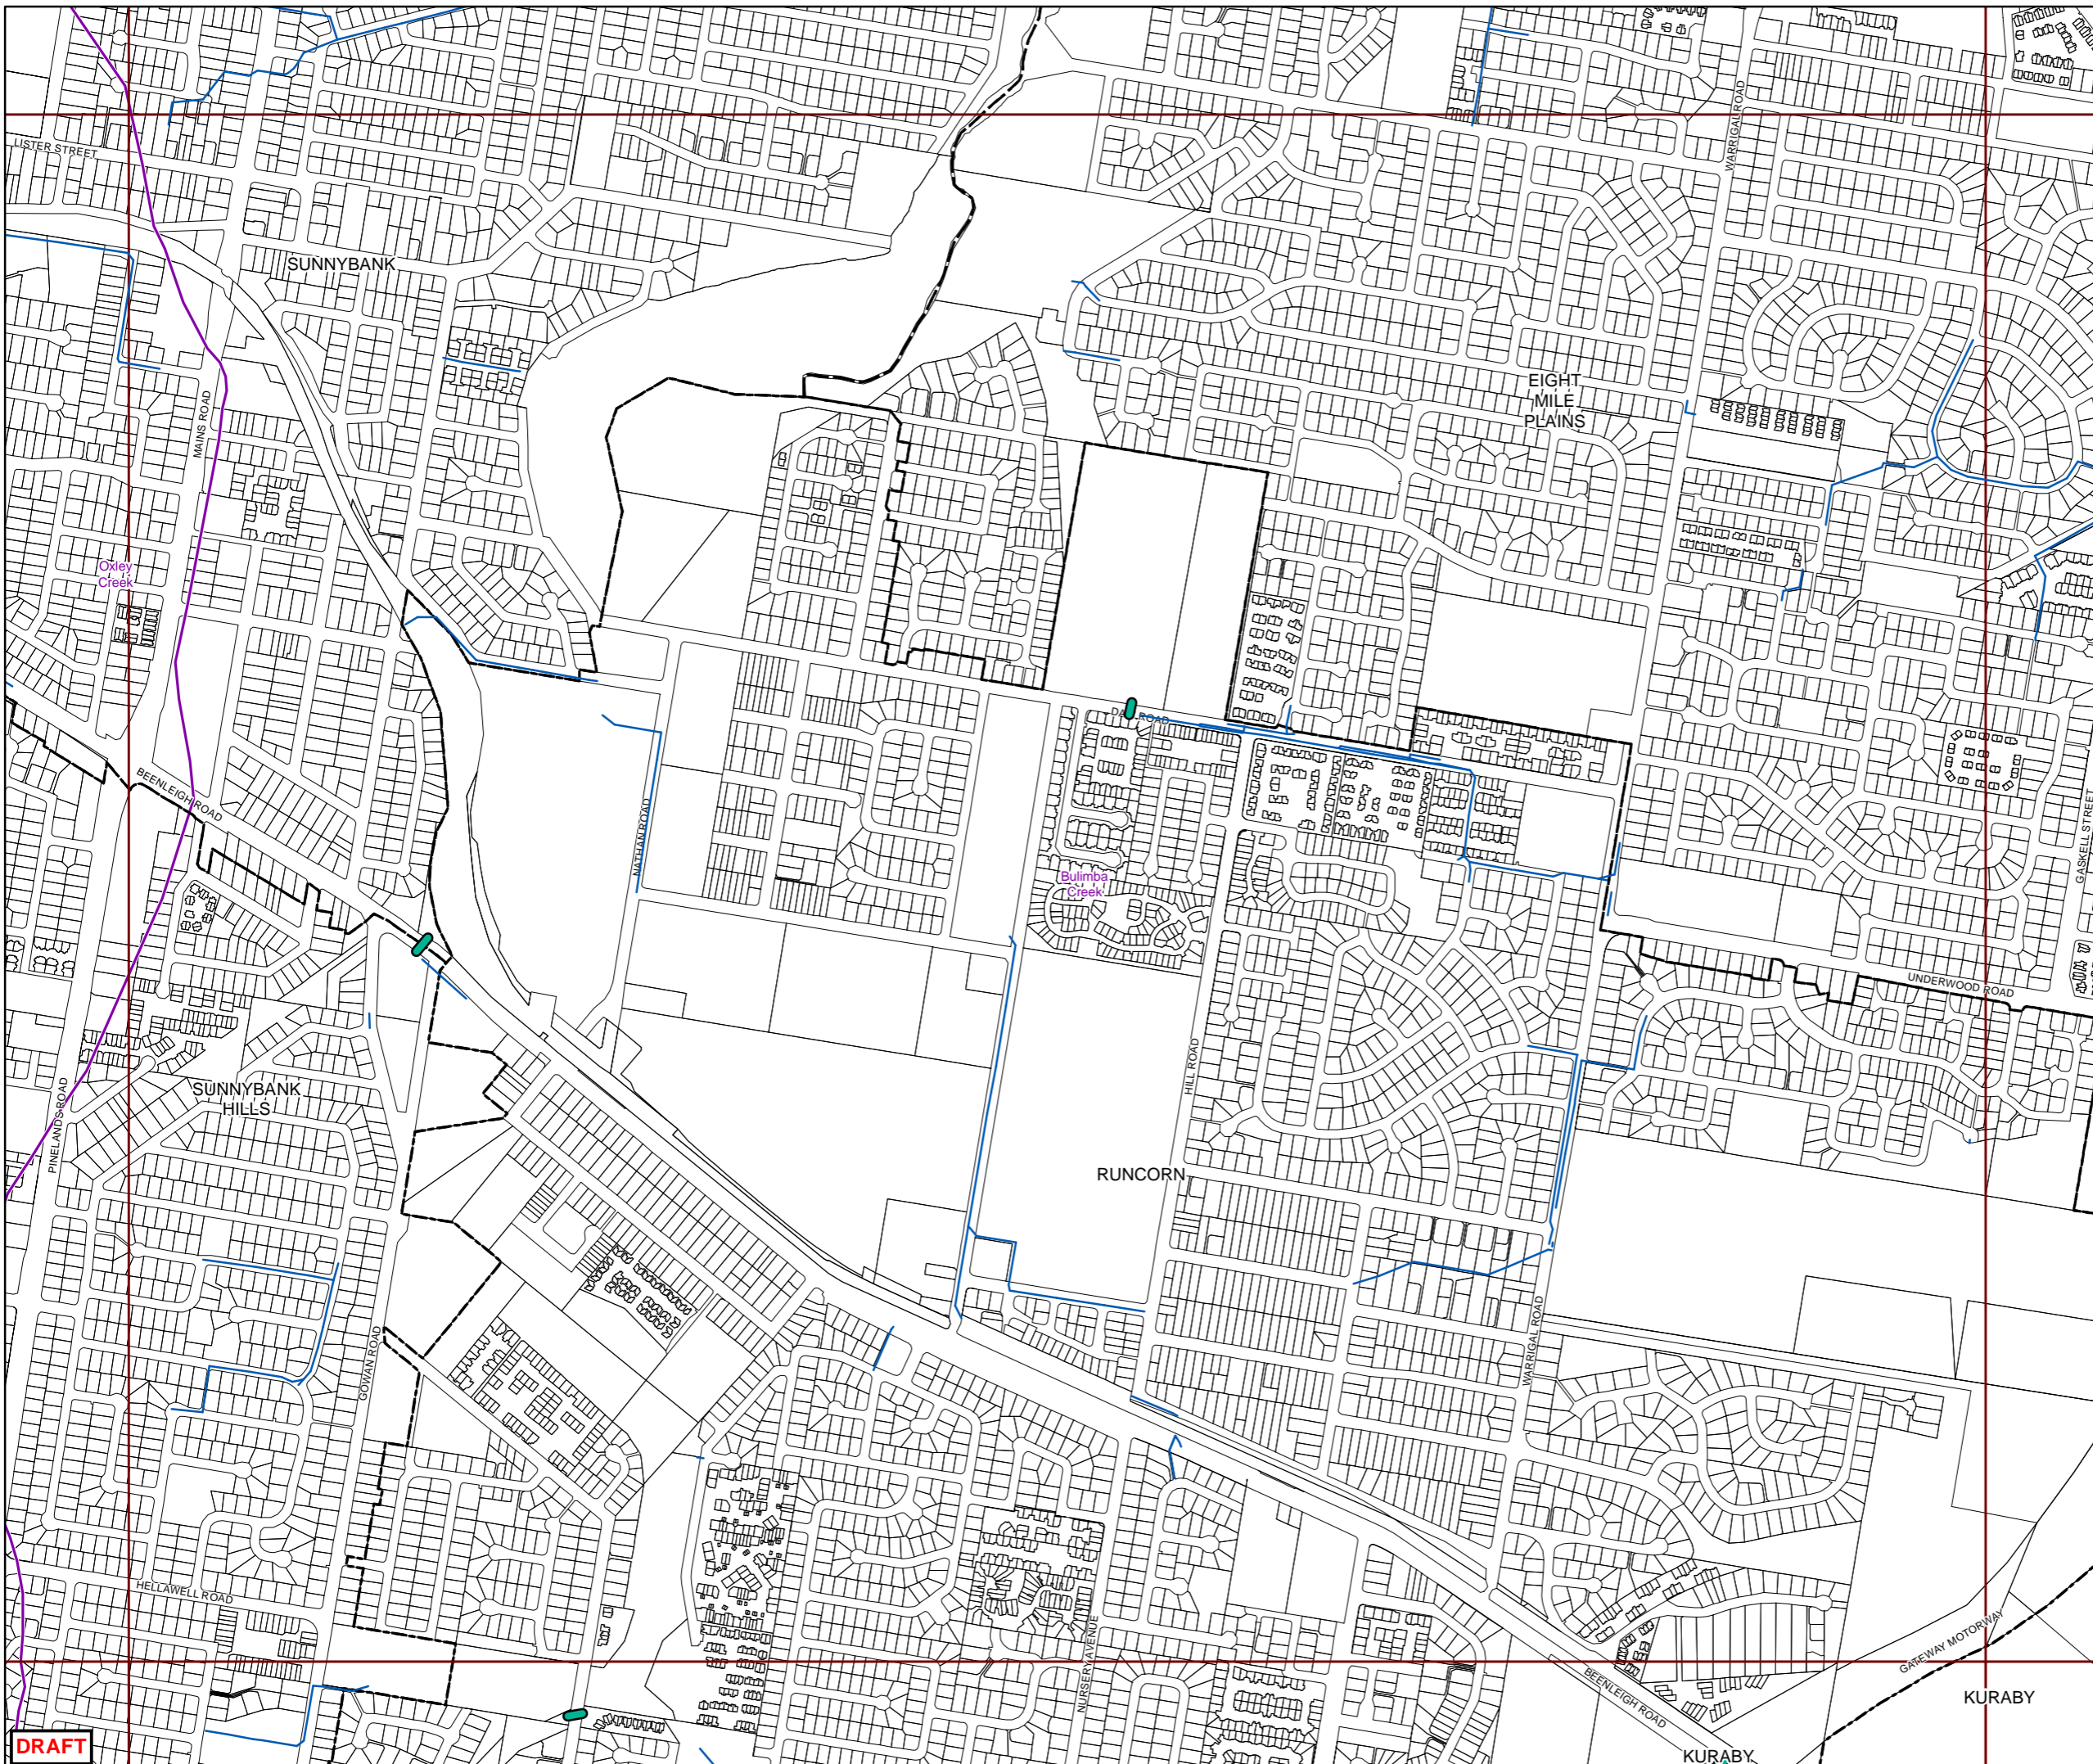 WARRIGAL ROAD
LISTER STREET
SUNNYBANK
EIGHT
MILE
PLAINS
MAINS ROAD
Oxley
Creek
ROAD
BEENLEIGH ROAD
NATHAN ROAD
GASKELL STREET
Bulimba
Creek
UNDERWOOD ROAD
HILL ROAD
SUNNYBANK
HILLS
PINELANDS ROAD
RUNCORN
WARRIGAL ROAD
GOWAN ROAD
HELLAWELL ROAD
NURSERY AVENUE
GATEWAY MOTORWAY
BEENLEIGH ROAD
KURABY
DRAFT
KURABY